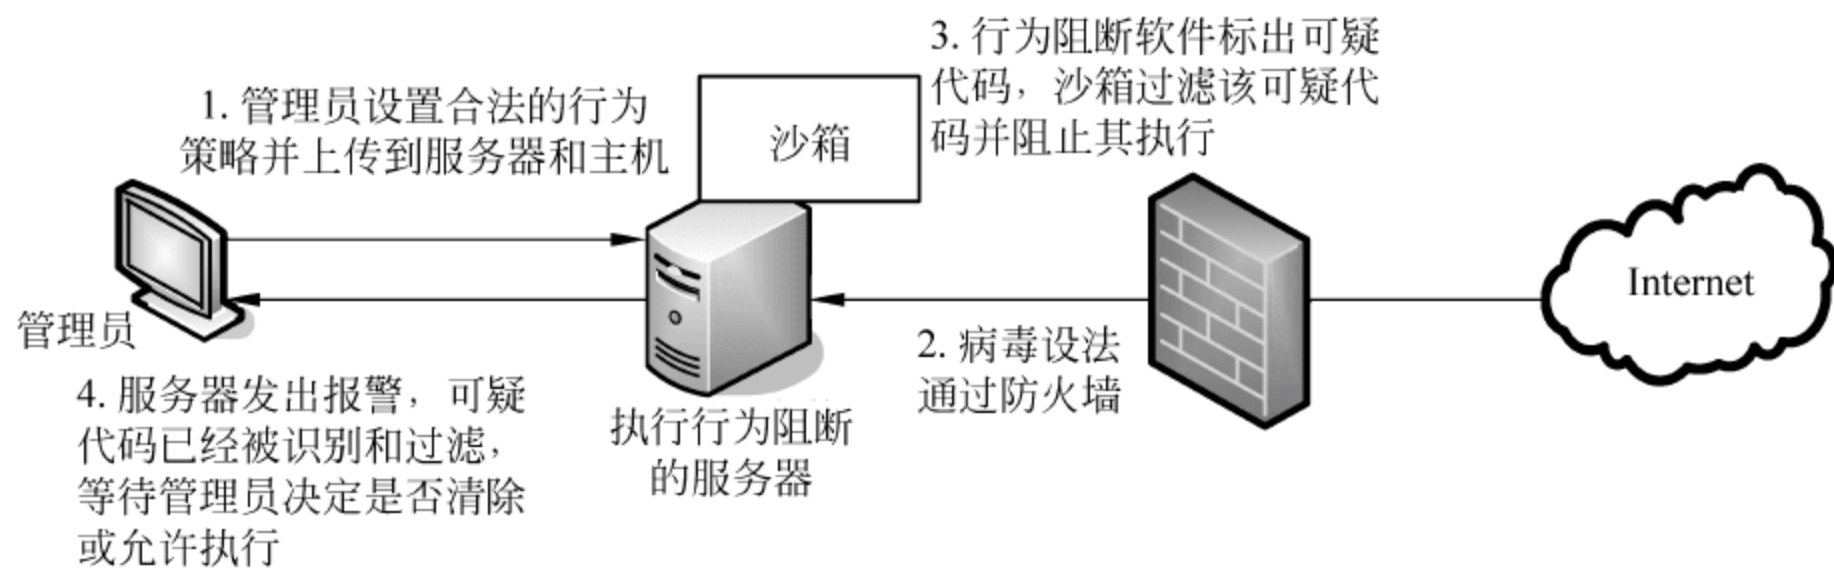 1. 管理员设置合法的行为
策略并上传到服务器和主机
沙箱
3. 行为阻断软件标出可疑
代码，沙箱过滤该可疑代
码并阻止其执行
管理员
4. 服务器发出报警，可疑
代码已经被识别和过滤，
等待管理员决定是否清除
或允许执行
执行行为阻断
的服务器
2. 病毒设法
通过防火墙
Internet